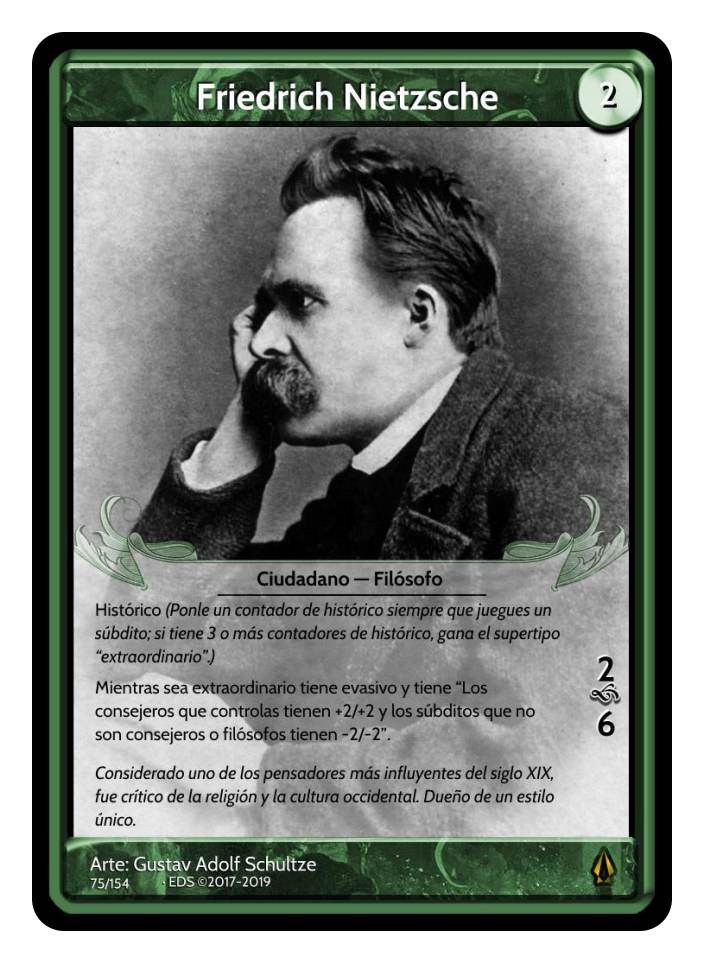 Friedrich Nietzsche
2
Ciudadano — Filósofo
Histórico (Ponle un contador de histórico siempre que juegues un
súbdito; si tiene 3 o más contadores de histórico, gana el supertipo
“extraordinario”.)
Mientras sea extraordinario tiene evasivo y tiene “Los
consejeros que controlas tienen +2/+2 y los súbditos que no
son consejeros o filósofos tienen -2/-2”.
2
6
Considerado uno de los pensadores más influyentes del siglo XIX,
fue crítico de la religión y la cultura occidental. Dueño de un estilo
único.
Arte: Gustav Adolf Schultze
75/154 · EDS ©2017-2019